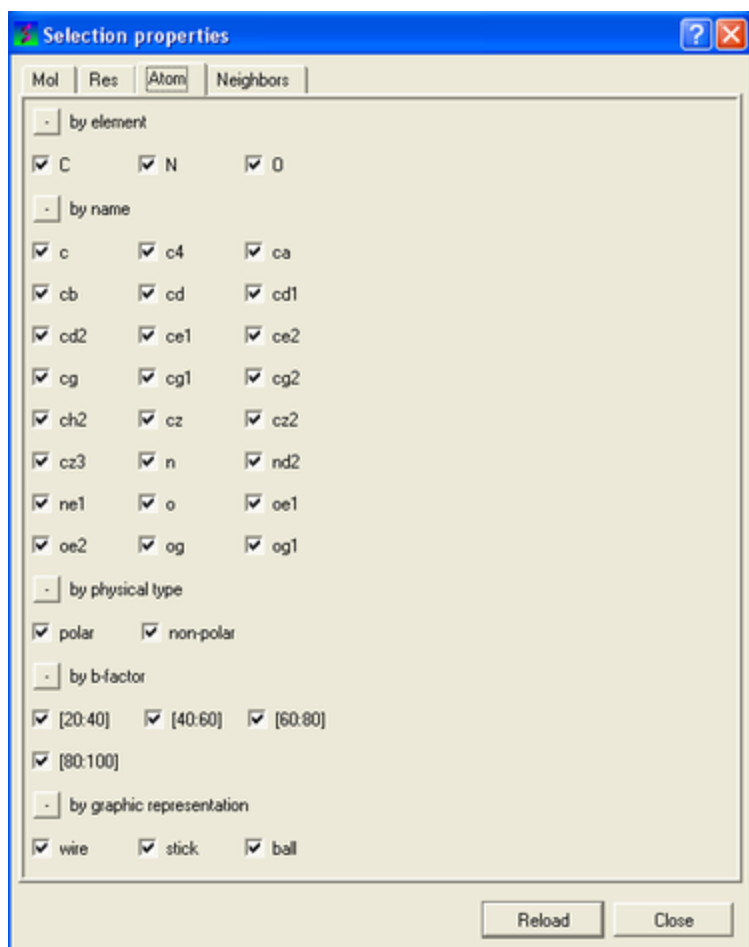 Selection properties
Mol Res Atom Neighbors
- by element
C N O
- by name
c c4 ca
cb cd cd1
cd2 ce1 ce2
cg cg1 cg2
ch2 cz cz2
cz3 n nd2
ne1 o oe1
oe2 og og1
- by physical type
polar non-polar
- by b-factor
[20:40] [40:60] [60:80]
[80:100]
- by graphic representation
wire stick ball
Reload Close